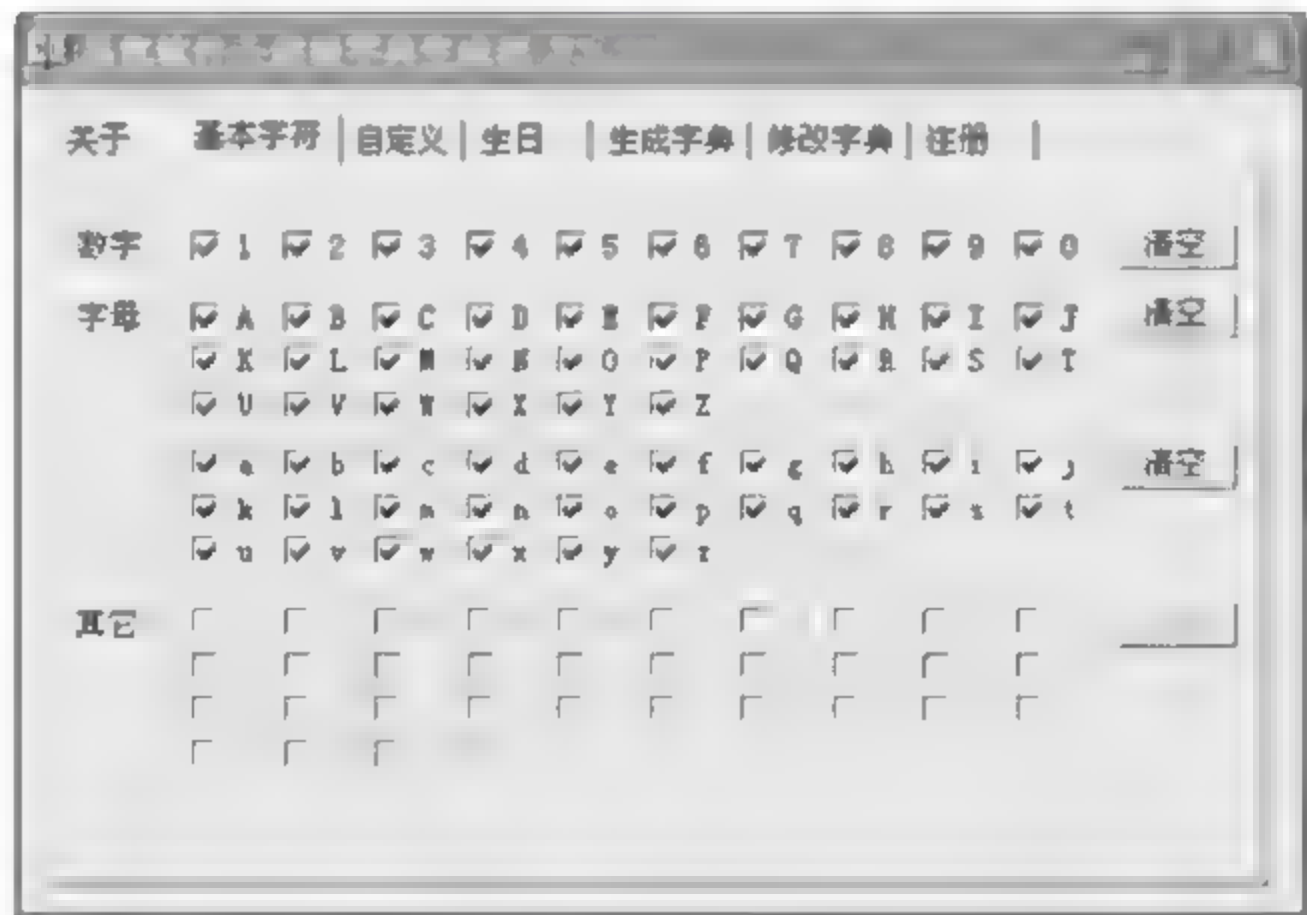 关于 基本字符 自定义 生日 生成字典 修改字典 注册
数字 1 2 3 4 5 6 7 8 9 0 清空
字母 A B C D E F G H I J 清空
K L M N O P Q R S T
U V W X Y Z
a b c d e f g h i j 清空
k l m n o p q r s t
u v w x y z
其它